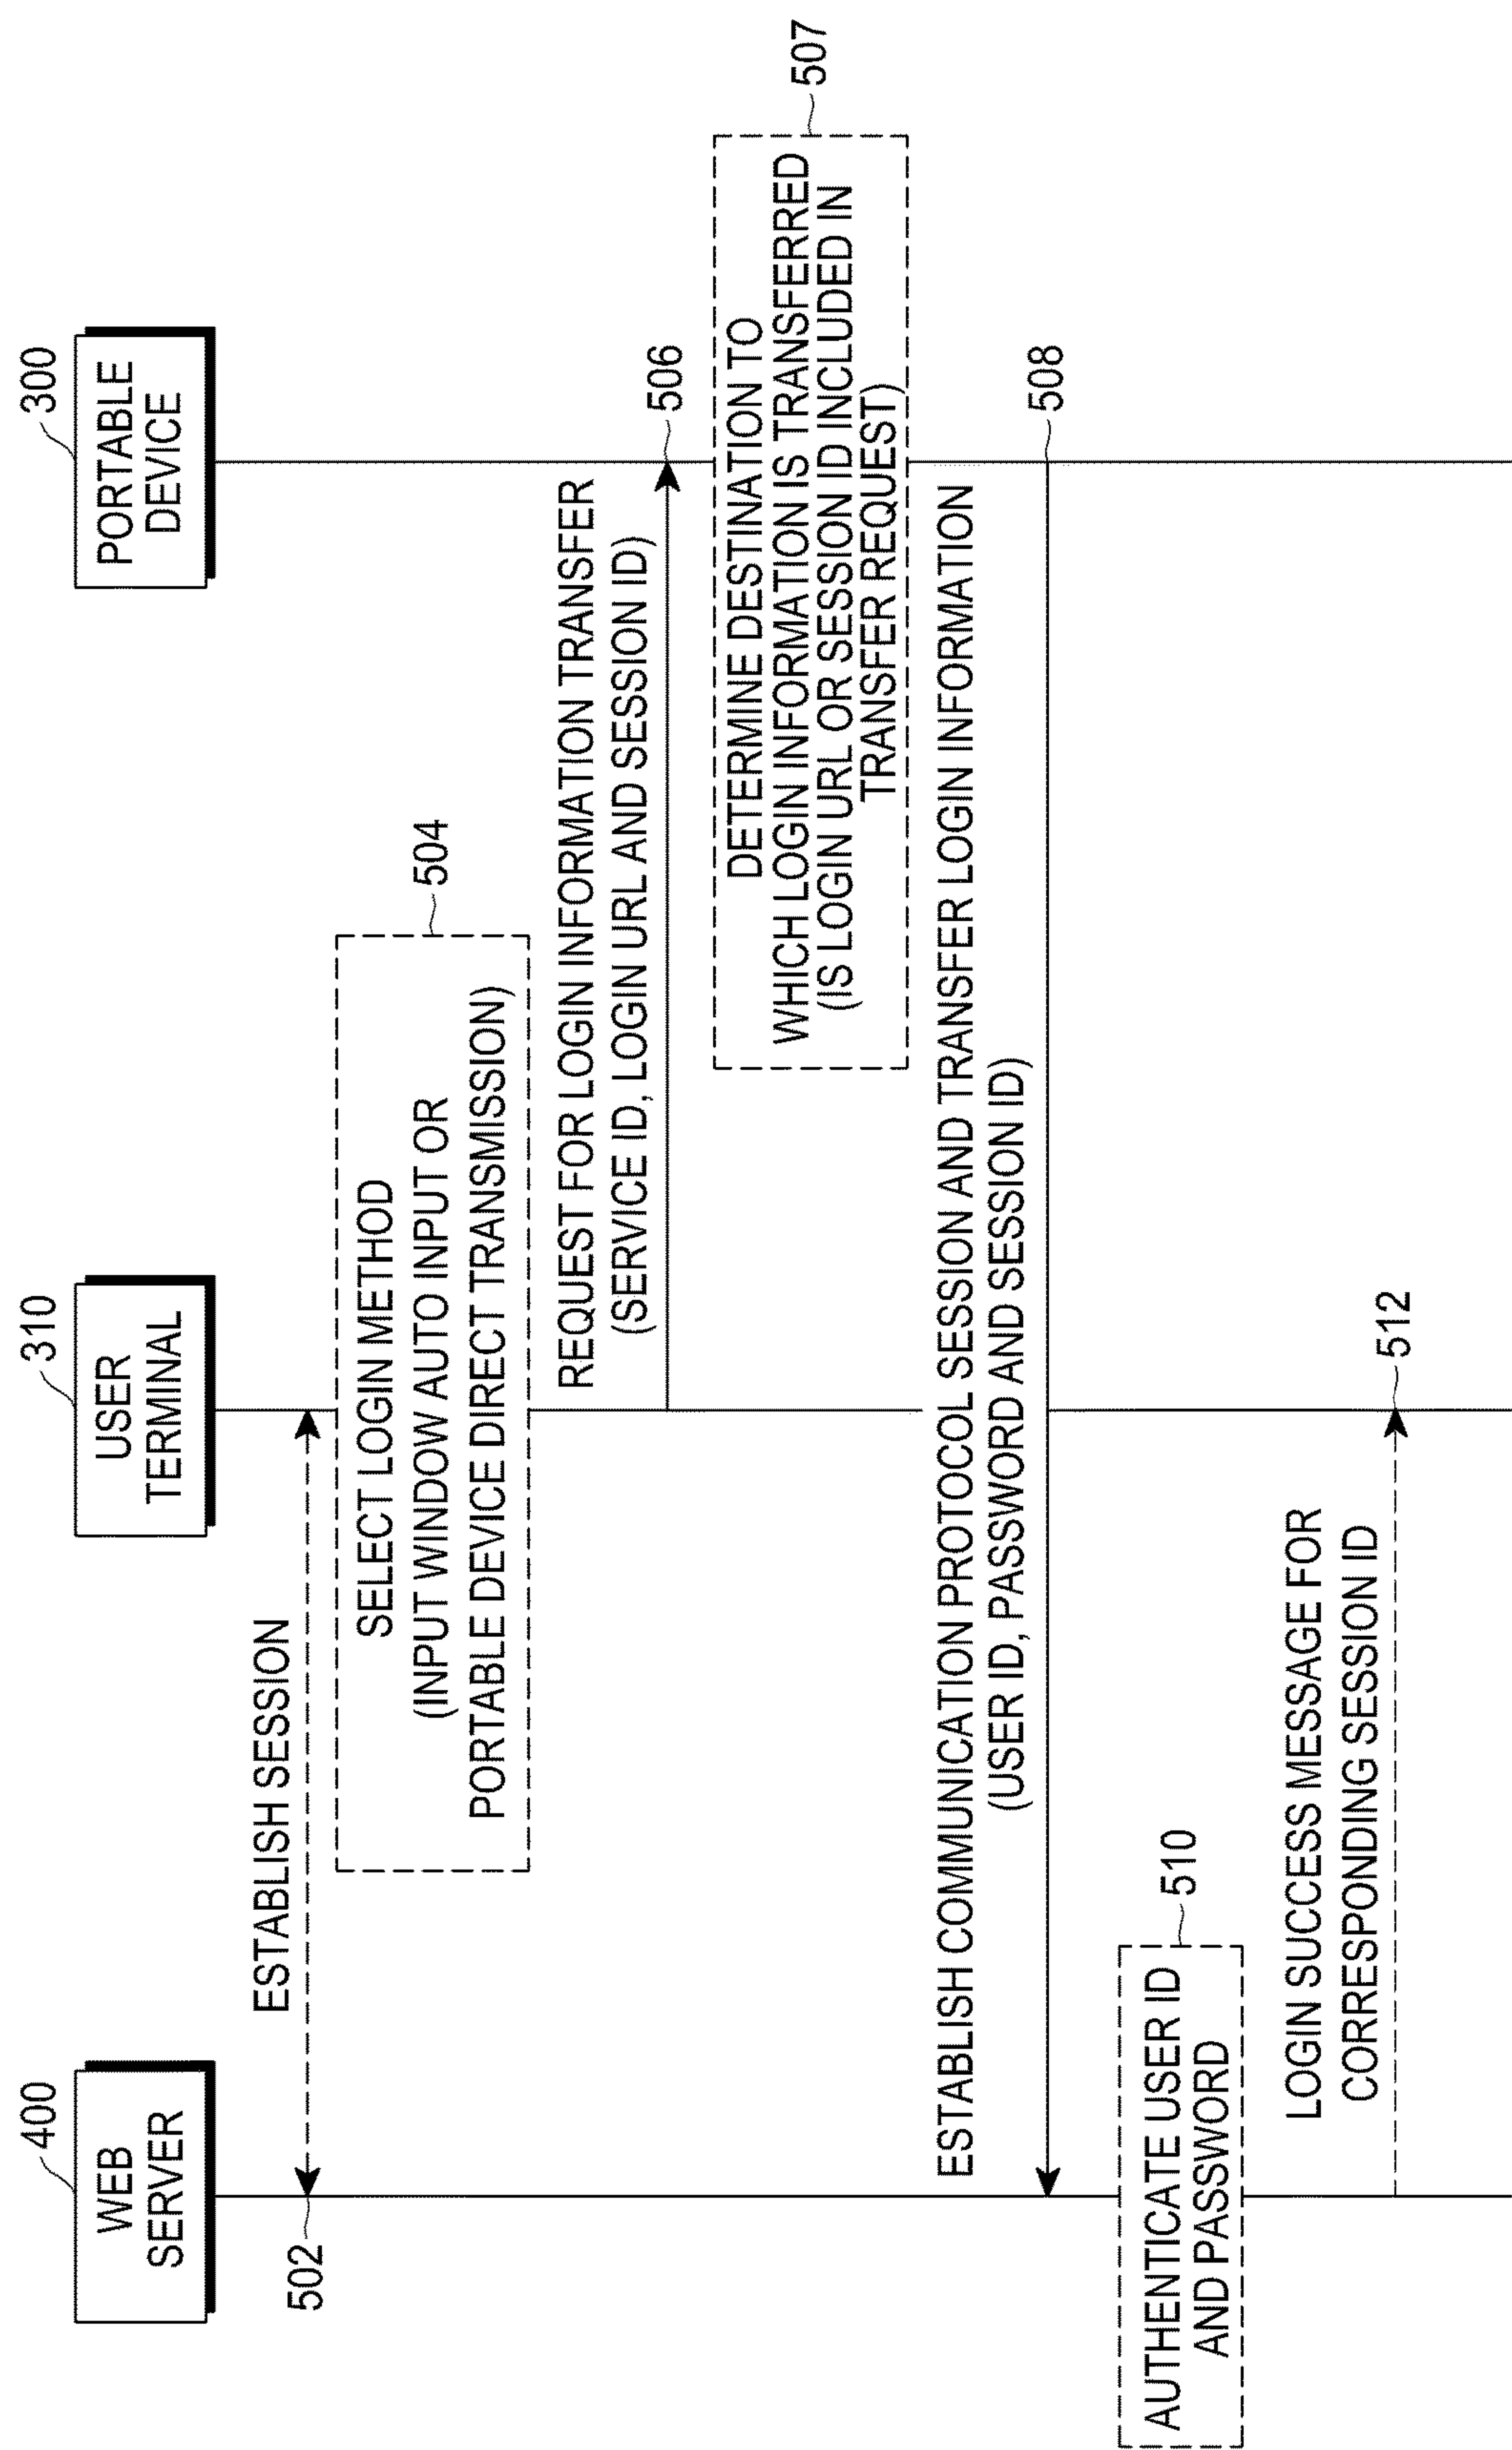 400
WEB
SERVER
310
USER
TERMINAL
300
PORTABLE
DEVICE
ESTABLISH SESSION
502
504
SELECT LOGIN METHOD
(INPUT WINDOW AUTO INPUT OR
PORTABLE DEVICE DIRECT TRANSMISSION)
REQUEST FOR LOGIN INFORMATION TRANSFER
(SERVICE ID, LOGIN URL AND SESSION ID)
506
507
DETERMINE DESTINATION TO
WHICH LOGIN INFORMATION IS TRANSFERRED
(IS LOGIN URL OR SESSION ID INCLUDED IN
TRANSFER REQUEST)
ESTABLISH COMMUNICATION PROTOCOL SESSION AND TRANSFER LOGIN INFORMATION
(USER ID, PASSWORD AND SESSION ID)
508
510
AUTHENTICATE USER ID
AND PASSWORD
LOGIN SUCCESS MESSAGE FOR
CORRESPONDING SESSION ID
512